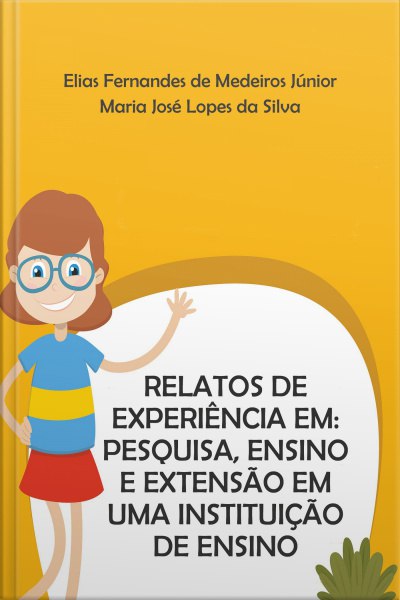 Elias Fernandes de Medeiros Júnior
Maria José Lopes da Silva
RELATOS DE
EXPERIÊNCIA EM:
PESQUISA, ENSINO
E EXTENSÃO EM
UMA INSTITUIÇÃO
DE ENSINO